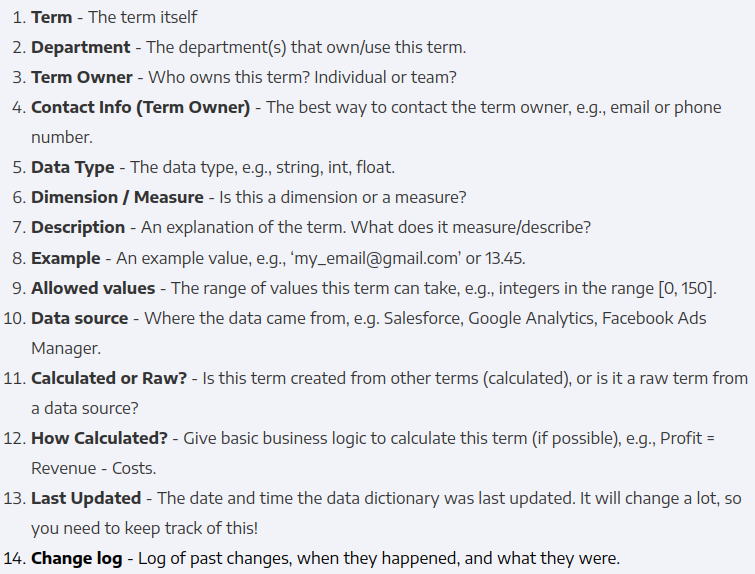 1. Term - The term itself
2. Department - The department(s) that own/use this term.
3. Term Owner - Who owns this term? Individual or team?
4. Contact Info (Term Owner) - The best way to contact the term owner, e.g., email or phone
number.
5. Data Type - The data type, e.g., string, int, float.
6. Dimension / Measure - Is this a dimension or a measure?
7. Description - An explanation of the term. What does it measure/describe?
8. Example - An example value, e.g., ‘my_email@gmail.com’ or 13.45.
9. Allowed values - The range of values this term can take, e.g., integers in the range [0, 150].
10. Data source - Where the data came from, e.g. Salesforce, Google Analytics, Facebook Ads
Manager.
11. Calculated or Raw? - Is this term created from other terms (calculated), or is it a raw term from
a data source?
12. How Calculated? - Give basic business logic to calculate this term (if possible), e.g., Profit =
Revenue - Costs.
13. Last Updated - The date and time the data dictionary was last updated. It will change a lot, so
you need to keep track of this!
14. Change log - Log of past changes, when they happened, and what they were.